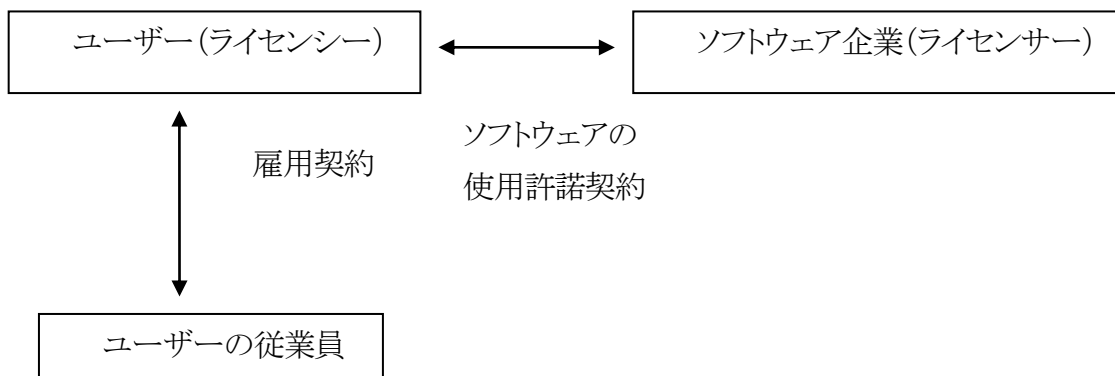 ユーザー(ライセンシー)
ソフトウェア企業(ライセンサー)
雇用契約
ソフトウェアの
使用許諾契約
ユーザーの従業員